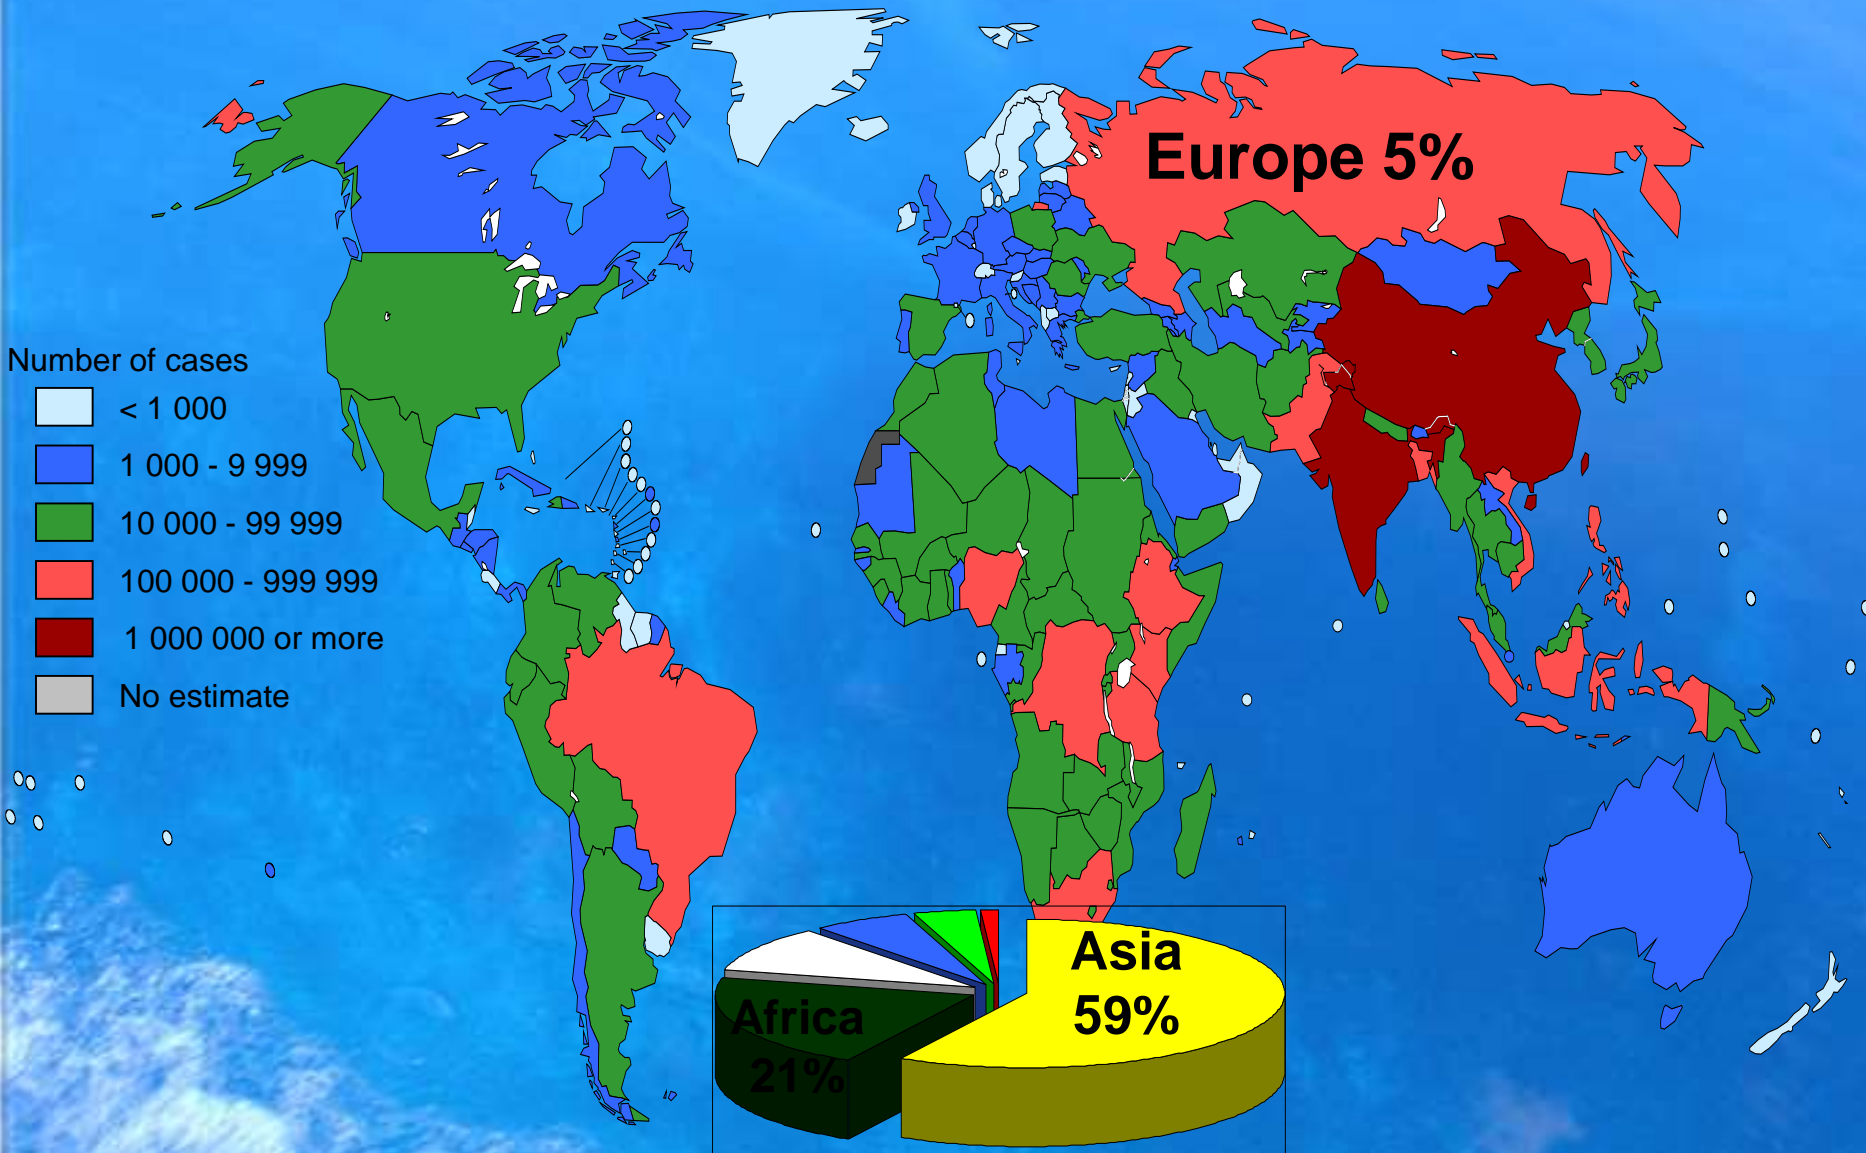 Europe 5%
Number of cases
< 1 000
1 000 - 9 999
10 000 - 99 999
100 000 - 999 999
1 000 000 or more
No estimate
Asia
59%
Africa
21%